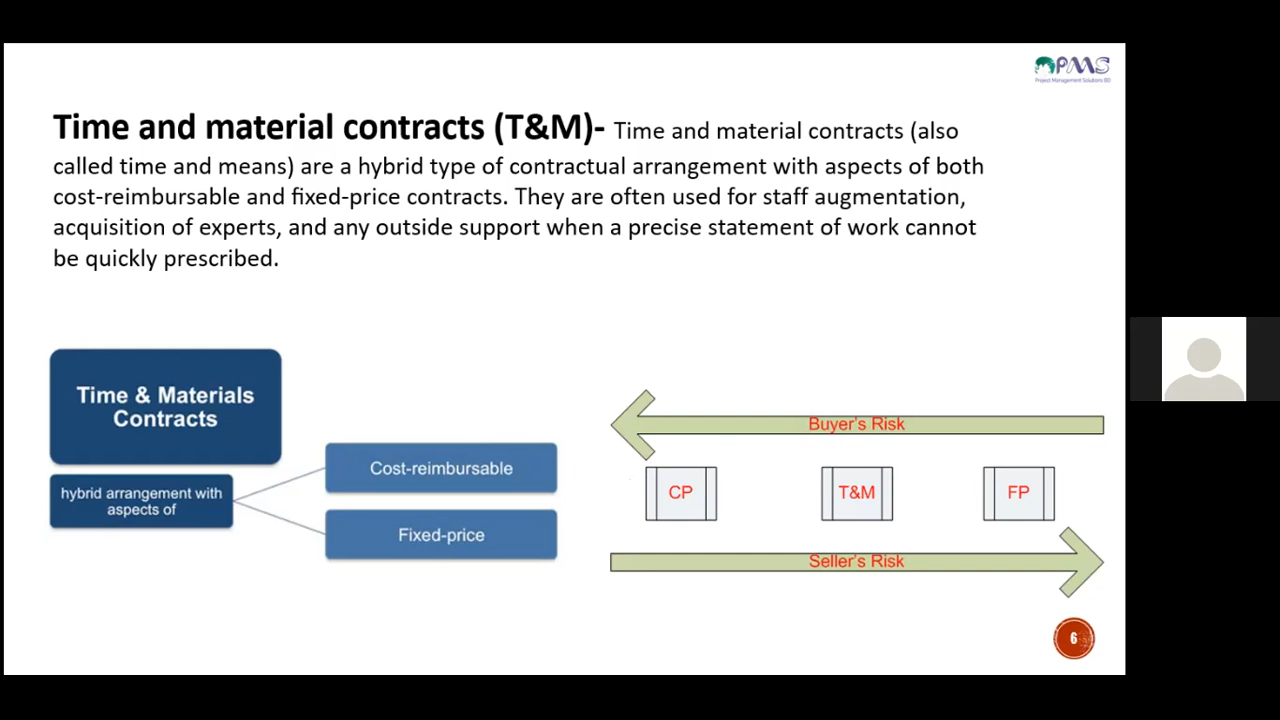 PMS
Project Management Solutions BD
Time and material contracts (T&M)- Time and material contracts (also
called time and means) are a hybrid type of contractual arrangement with aspects of both
cost-reimbursable and fixed-price contracts. They are often used for staff augmentation,
acquisition of experts, and any outside support when a precise statement of work cannot
be quickly prescribed.
Time & Materials
Contracts
hybrid arrangement with
aspects of
Cost-reimbursable
Fixed-price
Buyer's Risk
CP
T&M
FP
Seller's Risk
6